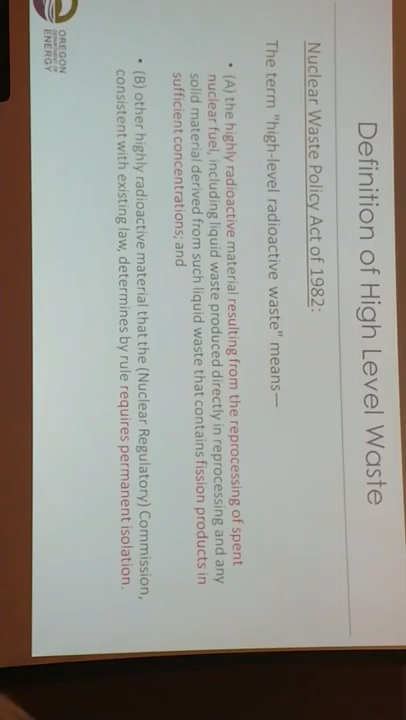 Definition of High Level Waste
Nuclear Waste Policy Act of 1982:
The term "high-level radioactive waste" means—
• (A) the highly radioactive material resulting from the reprocessing of spent
nuclear fuel, including liquid waste produced directly in reprocessing and any
solid material derived from such liquid waste that contains fission products in
sufficient concentrations; and
• (B) other highly radioactive material that the (Nuclear Regulatory) Commission,
consistent with existing law, determines by rule requires permanent isolation.
OREGON
DEPARTMENT OF
ENERGY